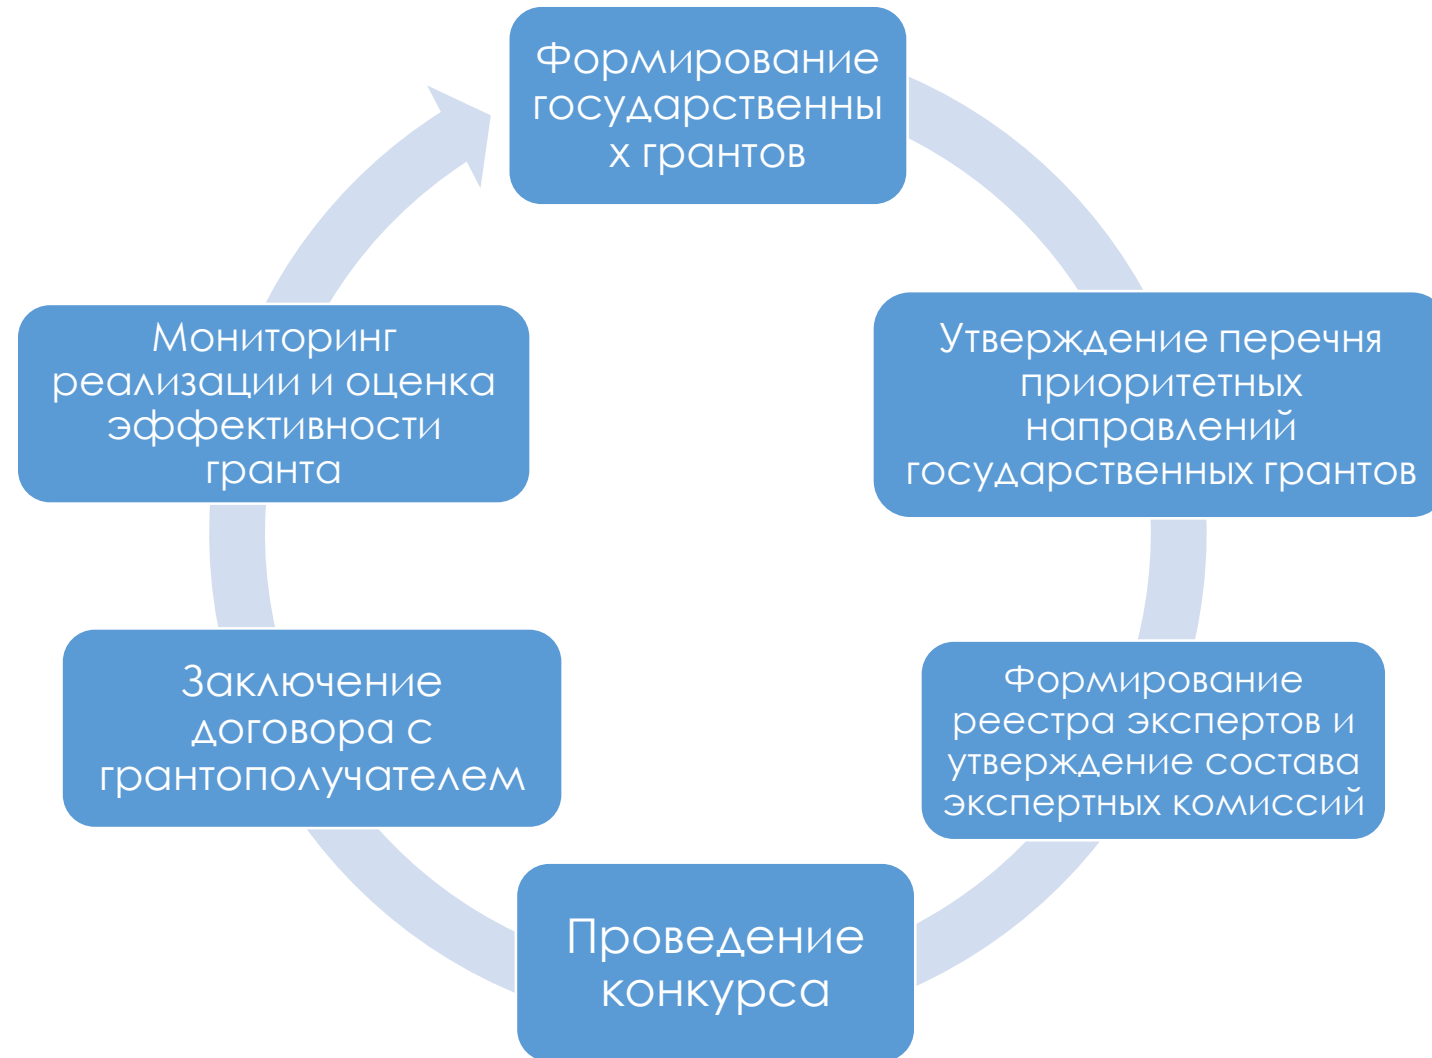 Формирование
государственны
х грантов
Утверждение перечня
приоритетных
направлений
государственных грантов
Формирование
реестра экспертов и
утверждение состава
экспертных комиссий
Проведение
конкурса
Заключение
договора с
грантополучателем
Мониторинг
реализации и оценка
эффективности
гранта